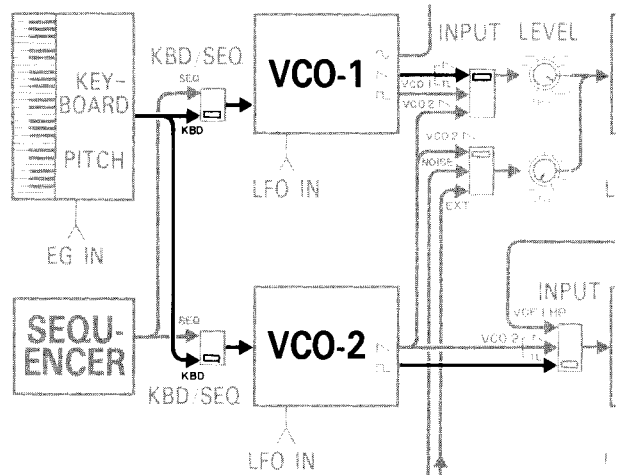 INPUT LEVEL
KBD/SEQ
SEQ
KEY-
BOARD
PITCH
VCO-1
VCO 1
VCO 2
KBD
VCO 2
NOISE
EXT
LFO IN
EG IN
INPUT
SEQU-
ENCER
SEQ
VCO-2
VCO 2
KBD
KBD/SEQ
LFO IN